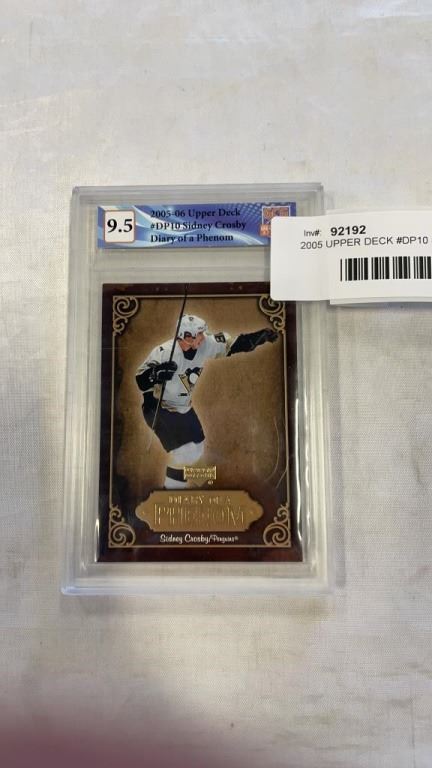 9.5
2005-06 Upper Deck
#DP10 Sidney Crosby
Diary of a Phenom
Inv#: 92192
2005 UPPER DECK #DP10
DIARY OF A
PHENOM
Sidney Crosby/Penguins®